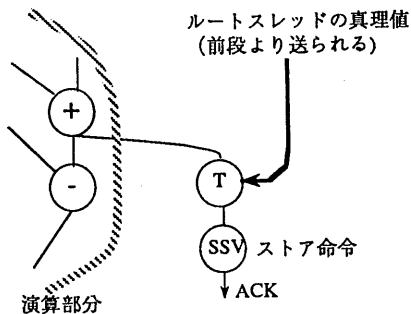 ルートスレッドの真理値
(前段より送られる)
+
-
T
SSV ストア命令
ACK
演算部分